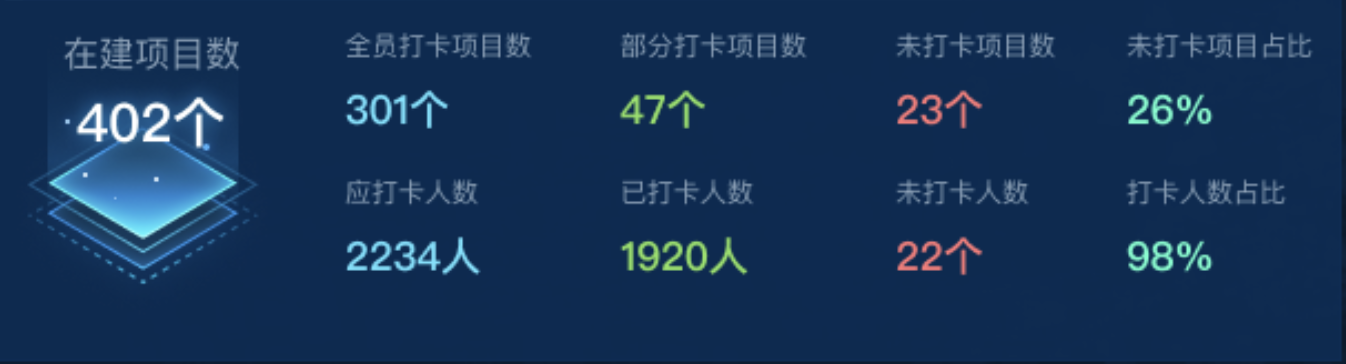 在建项目数
402个
全员打卡项目数
部分打卡项目数
未打卡项目数
未打卡项目占比
301个
47个
23个
26%
应打卡人数
已打卡人数
未打卡人数
打卡人数占比
2234人
1920人
22个
98%